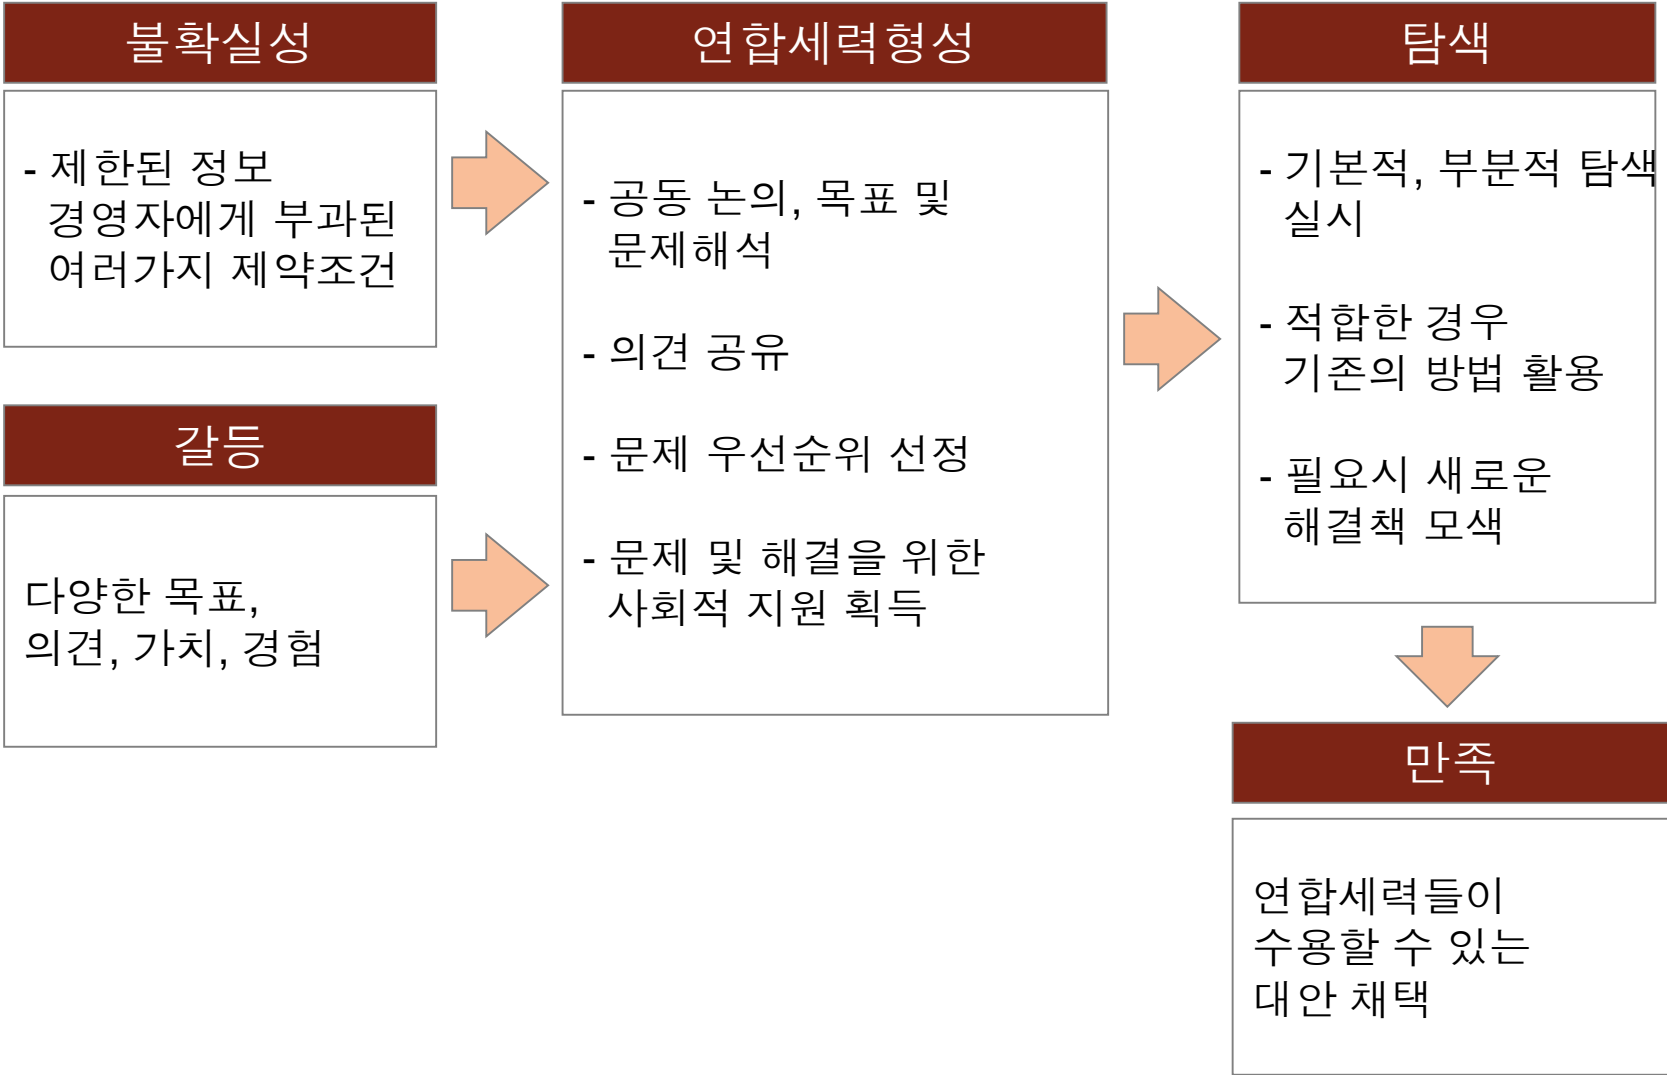 불확실성
- 제한된 정보
경영자에게 부과된
여러가지 제약조건
갈등
다양한 목표,
의견, 가치, 경험
연합세력형성
- 공동 논의, 목표 및
문제해석
- 의견 공유
- 문제 우선순위 선정
- 문제 및 해결을 위한
사회적 지원 획득
탐색
- 기본적, 부분적 탐색
실시
- 적합한 경우
기존의 방법 활용
- 필요시 새로운
해결책 모색
만족
연합세력들이
수용할 수 있는
대안 채택